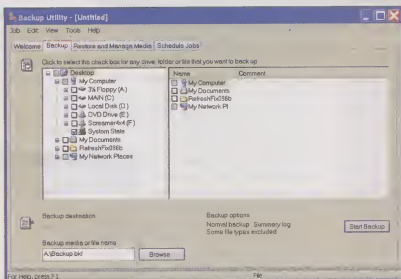 Backup Utility - [Untitled]
Job Edit View Tools Help
Welcome Backup Restore and Manage Media Schedule Jobs
Click to select the check box for any drive, folder or file that you want to back up
Desktop
My Computer
3½ Floppy (A:)
MAIN (C:)
Local Disk (D:)
DVD Drive (E:)
Screamer4x4 (F:)
System State
My Documents
RefreshFix096b
My Network Places
Name Comment
My Computer
My Documents
RefreshFix096b
My Network Pl
Backup destination
Backup media or file name
A:\Backup.bkf
Browse
Backup options
Normal backup Summary log
Some file types excluded
Start Backup
For Help, press F1
File